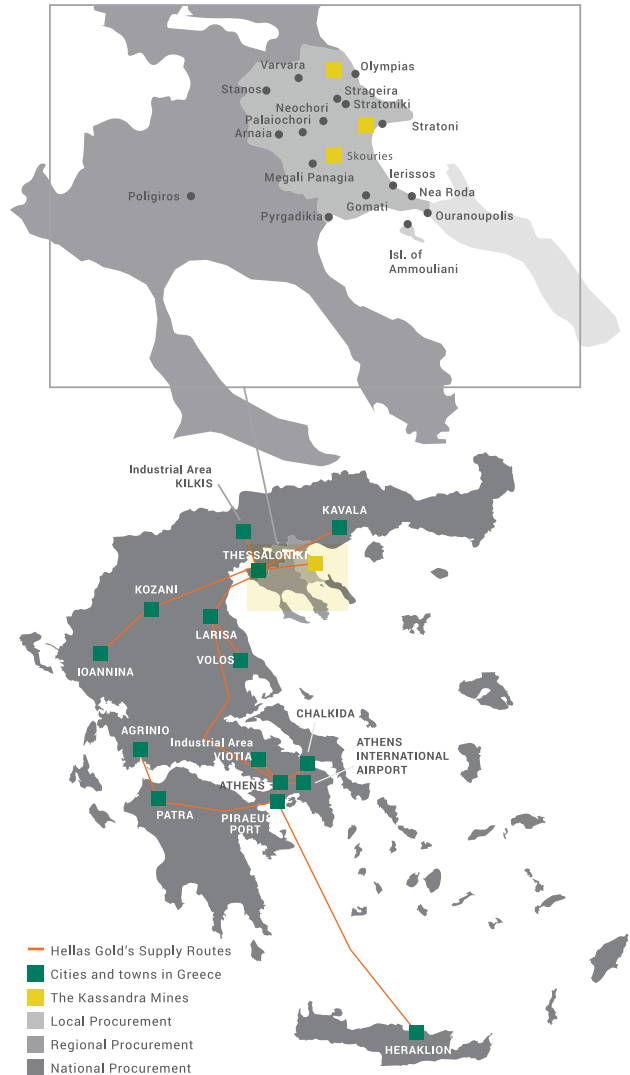 Varvara
Olympias
Stanos
Strageira
Neochori
Stratoniki
Palaiochori
Arnaia
Stratoni
Skouries
Megali Panagia
Ierissos
Poligiros
Nea Roda
Gomati
Pyrgadikia
Ouranoupolis
Isl. of
Ammouliani
Industrial Area
KILKIS
KAVALA
THESSALONIKI
KOZANI
LARISA
VOLOS
IOANNINA
CHALKIDA
AGRINIO
Industrial Area
VIOTIA
ATHENS
INTERNATIONAL
AIRPORT
ATHENS
PATRA
PIRAEUS
PORT
Hellas Gold's Supply Routes
Cities and towns in Greece
The Kassandra Mines
Local Procurement
Regional Procurement
National Procurement
HERAKLION